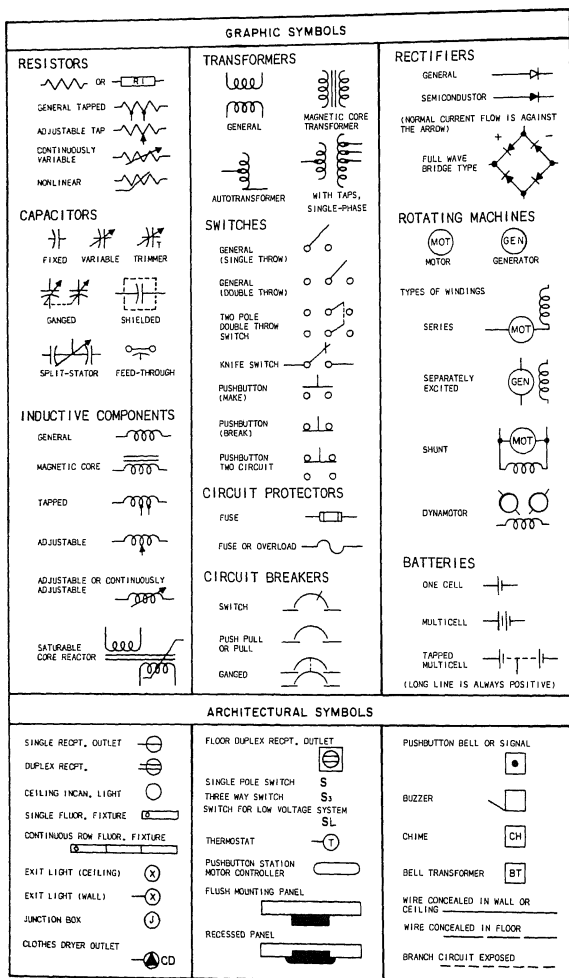 GRAPHIC SYMBOLS
RESISTORS
OR
R1
GENERAL TAPPED
ADJUSTABLE TAP
CONTINUOUSLY
VARIABLE
NONLINEAR
CAPACITORS
T
FIXED VARIABLE TRIMMER
GANGED SHIELDED
SPLIT-STATOR FEED-THROUGH
INDUCTIVE COMPONENTS
GENERAL
MAGNETIC CORE
TAPPED
ADJUSTABLE
ADJUSTABLE OR CONTINUOUSLY
ADJUSTABLE
SATURABLE
CORE REACTOR
TRANSFORMERS
GENERAL
MAGNETIC CORE
TRANSFORMER
AUTOTRANSFORMER
WITH TAPS,
SINGLE-PHASE
SWITCHES
GENERAL
(SINGLE THROW)
GENERAL
(DOUBLE THROW)
TWO POLE
DOUBLE THROW
SWITCH
KNIFE SWITCH
PUSHBUTTON
(MAKE)
PUSHBUTTON
(BREAK)
PUSHBUTTON
TWO CIRCUIT
CIRCUIT PROTECTORS
FUSE
FUSE OR OVERLOAD
CIRCUIT BREAKERS
SWITCH
PUSH PULL
OR PULL
GANGED
RECTIFIERS
GENERAL
SEMICONDUSTOR
(NORMAL CURRENT FLOW IS AGAINST
THE ARROW)
+ −
FULL WAVE
BRIDGE TYPE
ROTATING MACHINES
MOT GEN
MOTOR GENERATOR
TYPES OF WINDINGS
SERIES
MOT
SEPARATELY
EXCITED
GEN
SHUNT
MOT
DYNAMOTOR
BATTERIES
ONE CELL
MULTICELL
TAPPED
MULTICELL
(LONG LINE IS ALWAYS POSITIVE)
ARCHITECTURAL SYMBOLS
SINGLE RECPT. OUTLET
DUPLEX RECPT.
CEILING INCAN. LIGHT
SINGLE FLUOR. FIXTURE
CONTINUOUS ROW FLUOR. FIXTURE
EXIT LIGHT (CEILING) X
EXIT LIGHT (WALL) X
JUNCTION BOX J
CLOTHES DRYER OUTLET
CD
FLOOR DUPLEX RECPT. OUTLET
SINGLE POLE SWITCH S
THREE WAY SWITCH S3
SWITCH FOR LOW VOLTAGE SYSTEM
SL
THERMOSTAT T
PUSHBUTTON STATION
MOTOR CONTROLLER
FLUSH MOUNTING PANEL
RECESSED PANEL
PUSHBUTTON BELL OR SIGNAL
BUZZER
CHIME CH
BELL TRANSFORMER BT
WIRE CONCEALED IN WALL OR
CEILING
WIRE CONCEALED IN FLOOR
BRANCH CIRCUIT EXPOSED